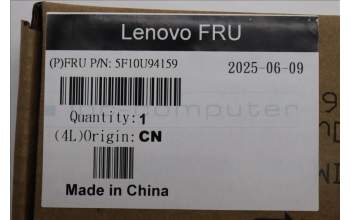 Lenovo FRU
(P)FRU P/N: 5F10U94159 2025-06-09
Quantity: 1
(4L)Origin: CN
Made in China